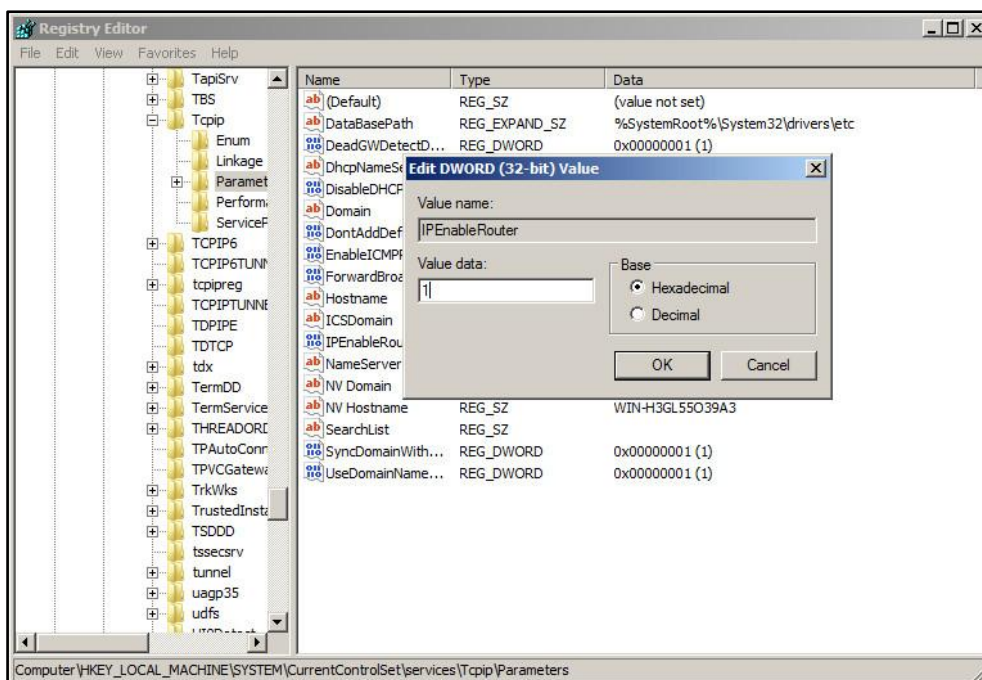 Registry Editor
File Edit View Favorites Help
TapiSrv
TBS
Tcpip
Enum
Linkage
Paramet
Performa
ServiceP
TCPIP6
TCPIP6TUNN
tcpipreg
TCPIPTUNNE
TDPIPE
TDTCP
tdx
TermDD
TermService
THREADORD
TPAutoConn
TPVCGatewa
TrkWks
TrustedInsta
TSDDD
tssecsrv
tunnel
uagp35
udfs
Name Type Data
(Default) REG_SZ (value not set)
DataBasePath REG_EXPAND_SZ %SystemRoot%\System32\drivers\etc
DeadGWDetectD... REG_DWORD 0x00000001 (1)
DhcpNameSe
DisableDHCP
Domain
DontAddDef
EnableICMPR
ForwardBroa
Hostname
ICSDomain
IPEnableRou
NameServer
NV Domain
NV Hostname REG_SZ WIN-H3GL55O39A3
SearchList REG_SZ
SyncDomainWith... REG_DWORD 0x00000001 (1)
UseDomainName... REG_DWORD 0x00000001 (1)
Edit DWORD (32-bit) Value
Value name:
IPEnableRouter
Value data:
1
Base
Hexadecimal
Decimal
OK Cancel
Computer\HKEY_LOCAL_MACHINE\SYSTEM\CurrentControlSet\services\Tcpip\Parameters